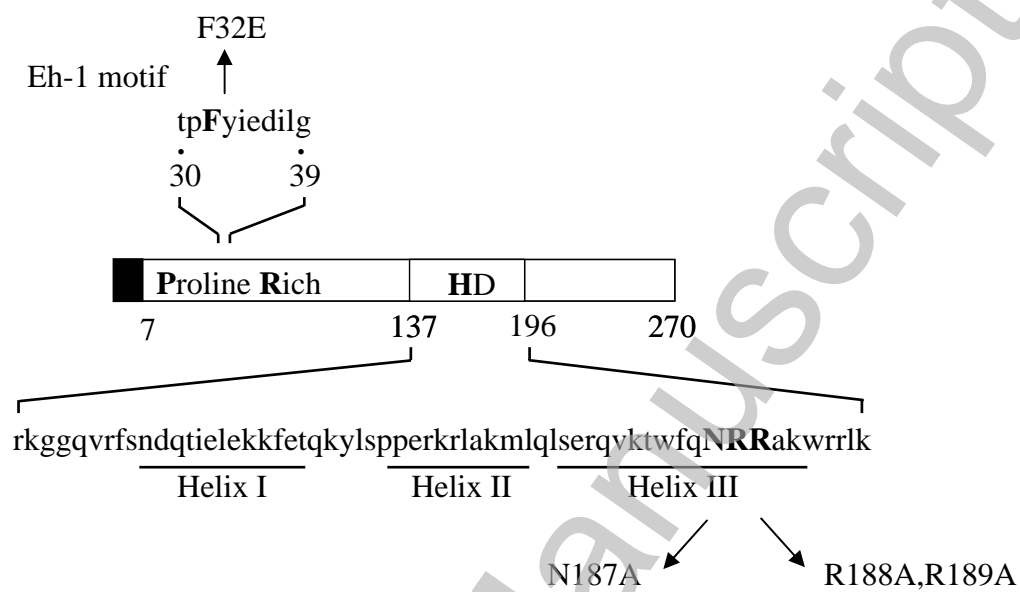 F32E
Eh-1 motif
tpFyiedilg
30 39
Proline Rich HD
7 137 196 270
rkggqvrfsndqtielekkfetqkylspperkrlakmlqlserqvktwfqNRRakwrrlk
Helix I Helix II Helix III
N187A R188A,R189A
anuscript